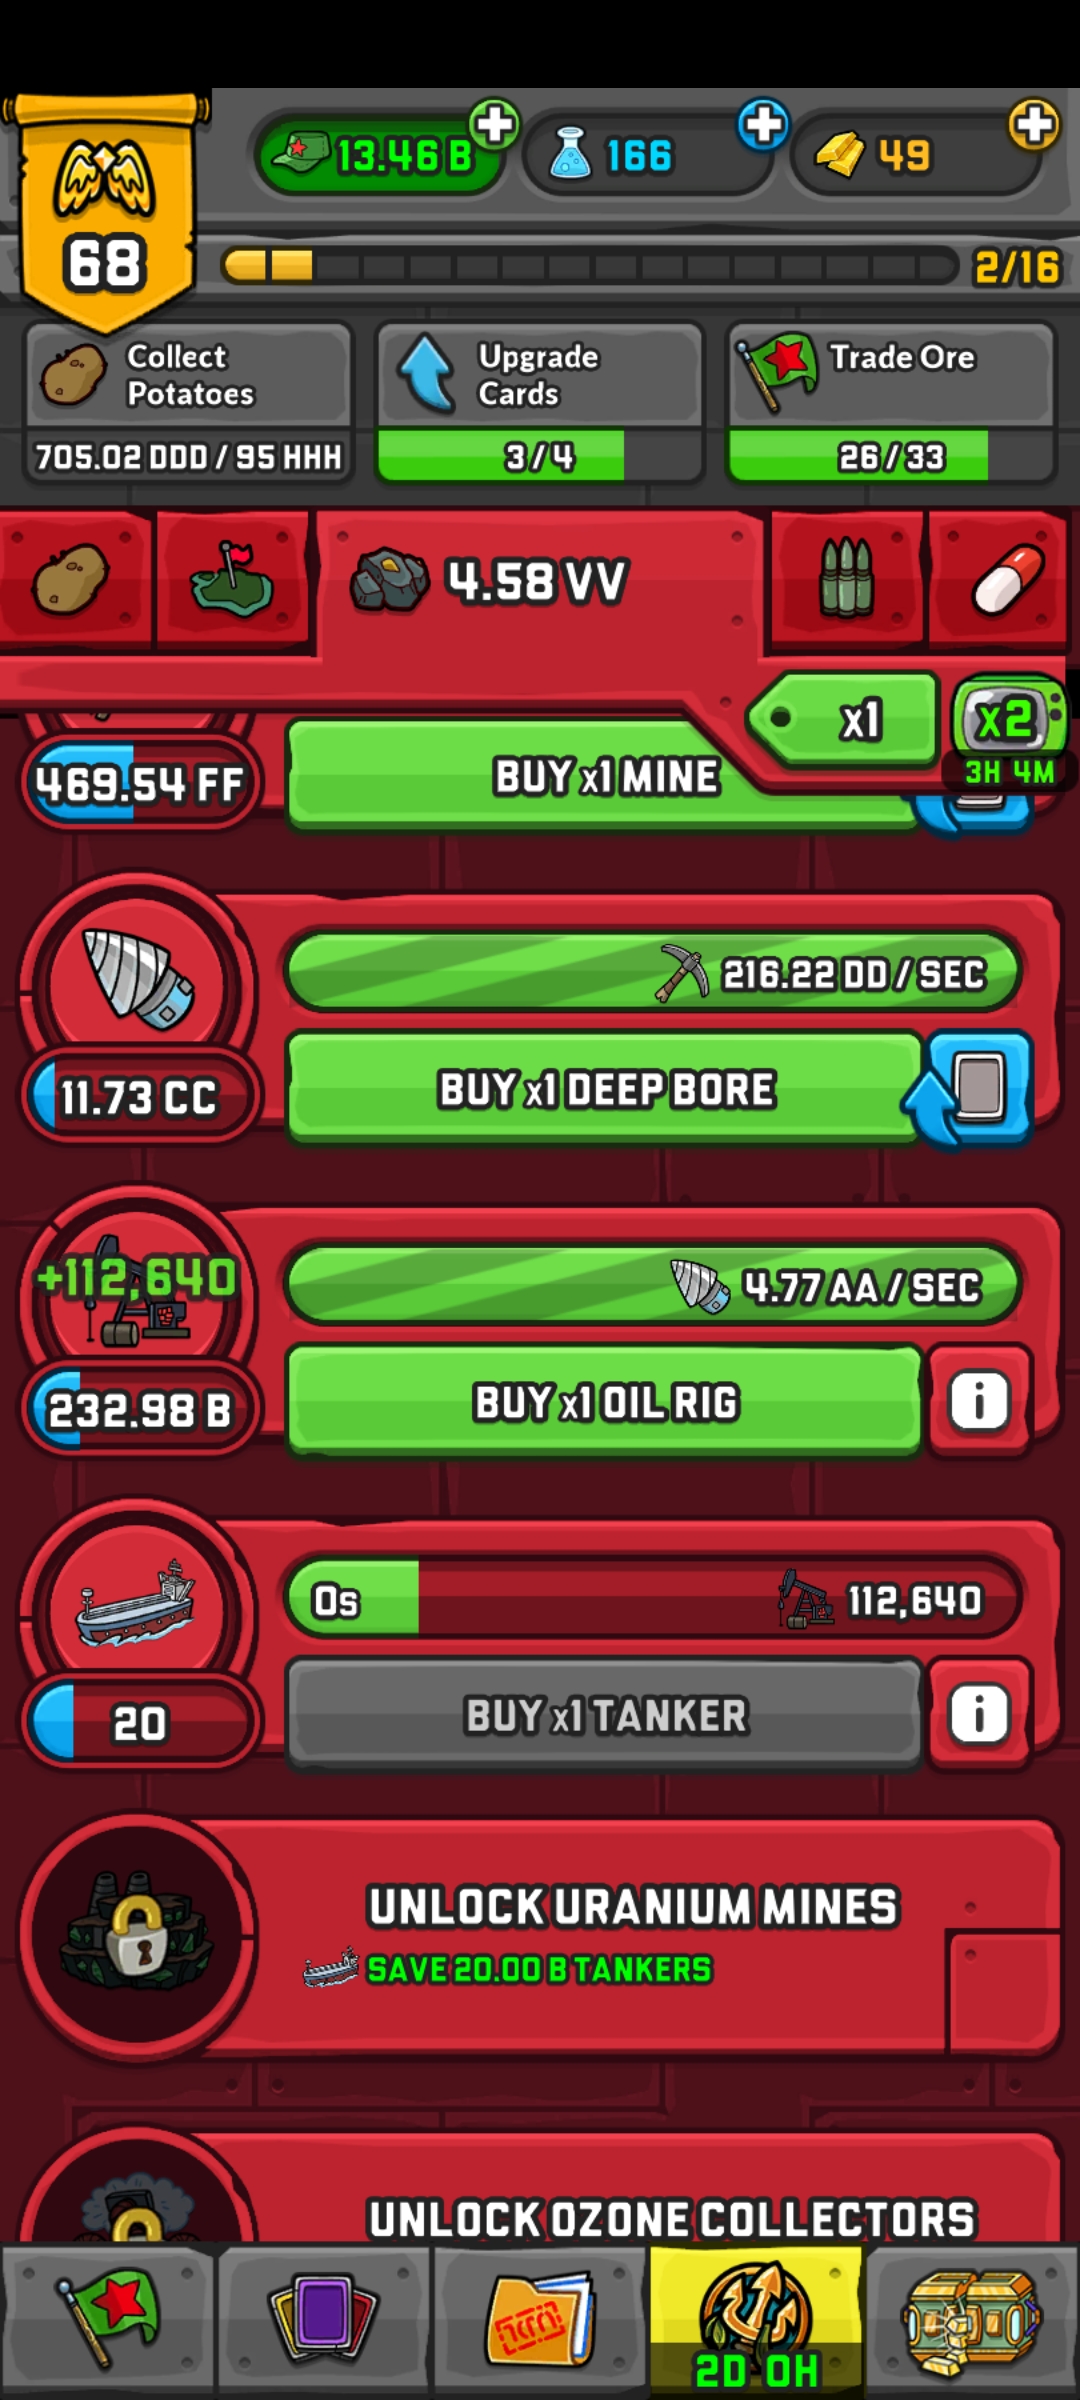 13.46 B
166
49
68
2/16
Collect
Potatoes
Upgrade
Cards
Trade Ore
705.02 DDD / 95 HHH
3/4
26/33
4.58 VV
x1
x2
3H 4M
469.54 FF
BUY x1 MINE
216.22 DD / SEC
11.73 CC
BUY x1 DEEP BORE
+112,640
4.77 AA / SEC
232.98 B
BUY x1 OIL RIG
i
0s
112,640
20
BUY x1 TANKER
i
UNLOCK URANIUM MINES
SAVE 20.00 B TANKERS
UNLOCK OZONE COLLECTORS
2D 0H